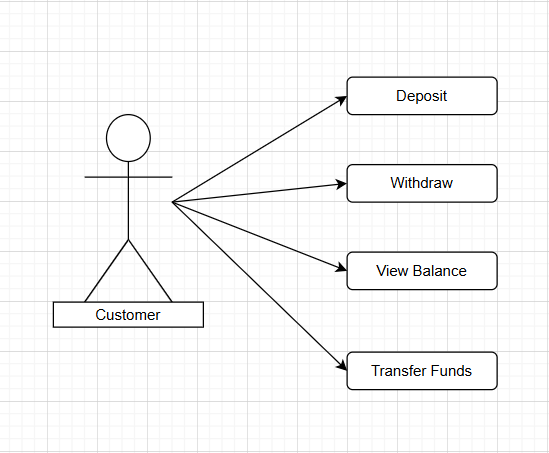 Deposit
Withdraw
View Balance
Customer
Transfer Funds